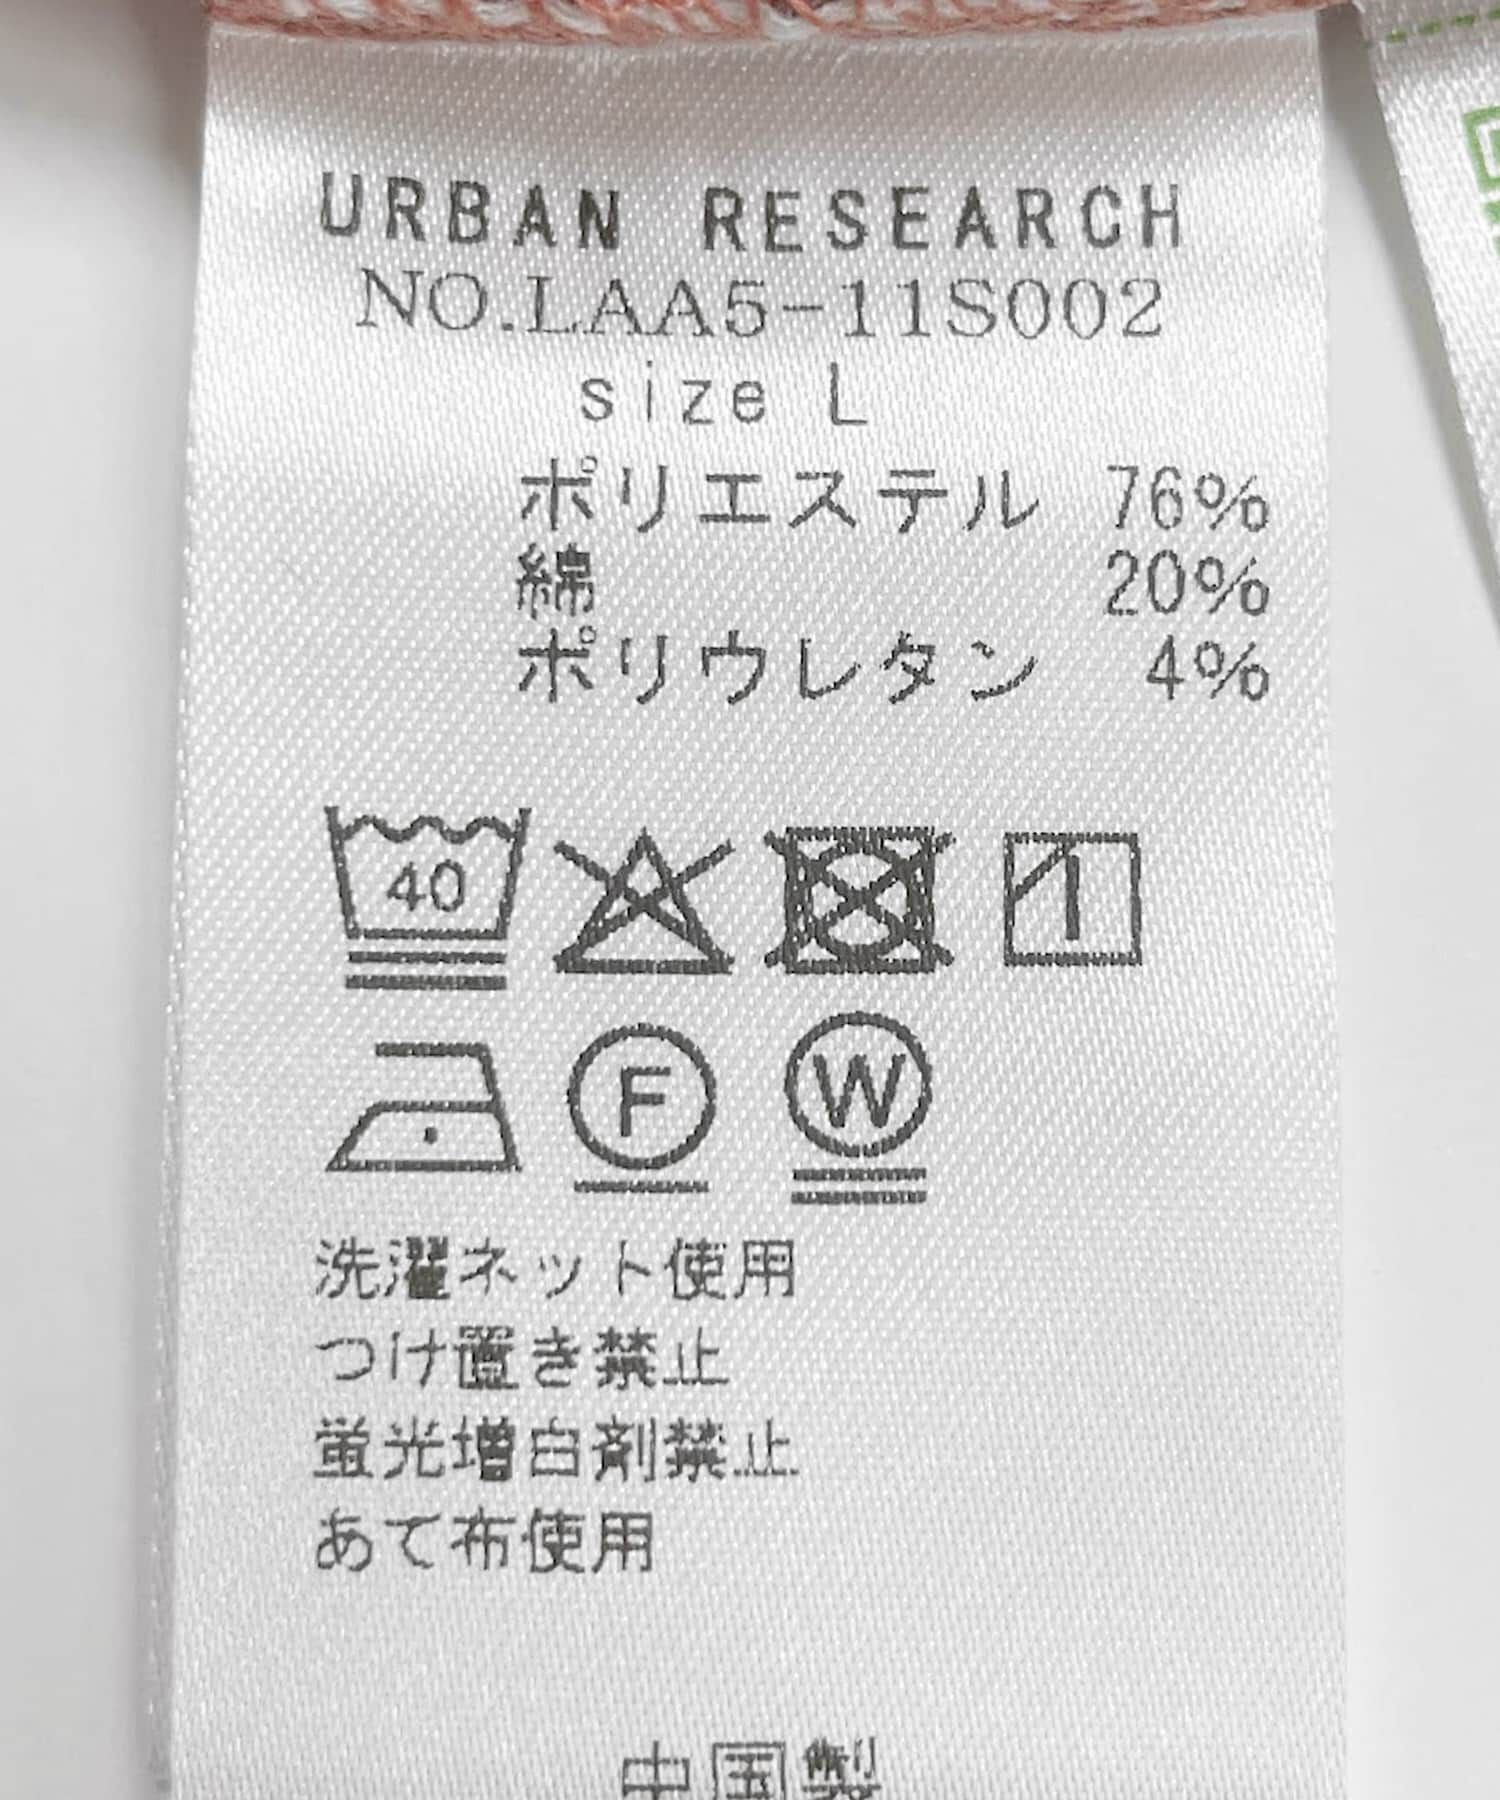 URBAN RESEARCH
NO.LAA5-11S002
size L
ポリエステル 76%
綿 20%
ポリウレタン 4%
40
F W
洗濯ネット使用
つけ置き禁止
蛍光増白剤禁止
あて布使用
中国製